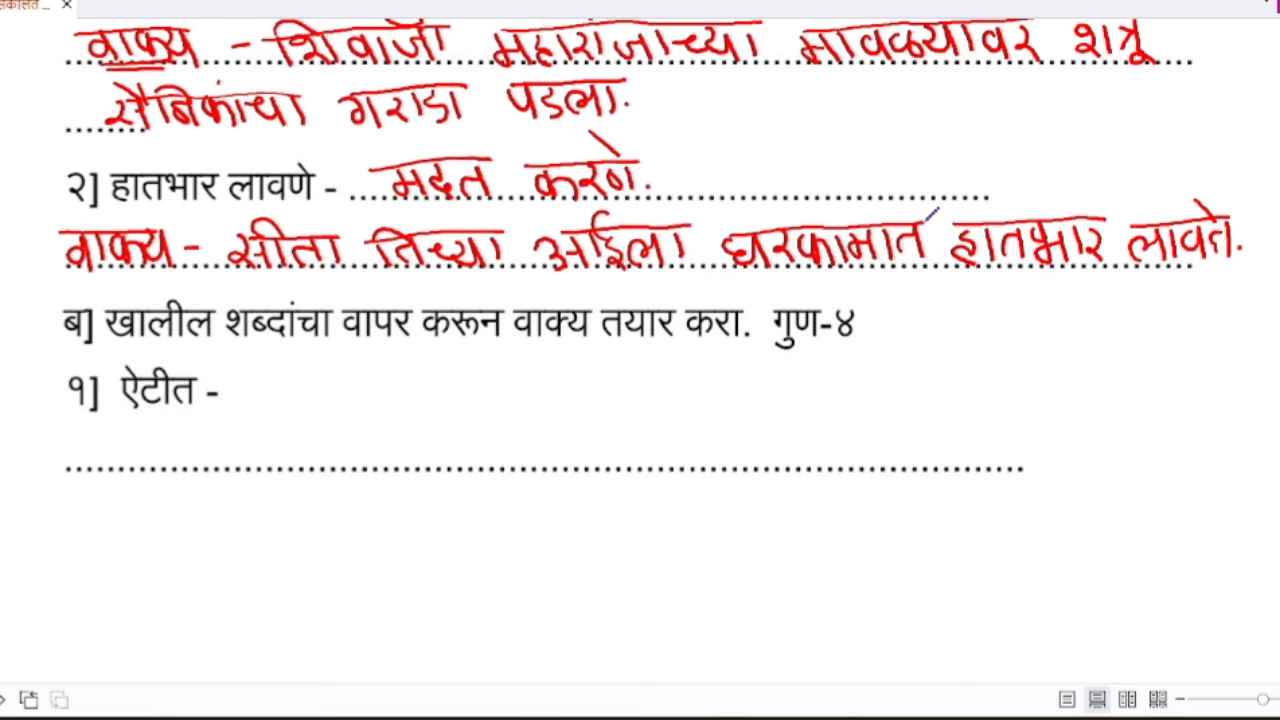 संकलित ...
वाक्य - शिवाजी महाराजांच्या मावळ्यावर शत्रू
सैनिकांचा गराडा पडला.
२] हातभार लावणे - मदत करणे.
वाक्य - सीता तिच्या आईला घरकामात हातभार लावते.
ब] खालील शब्दांचा वापर करून वाक्य तयार करा. गुण-४
१] ऐटीत -